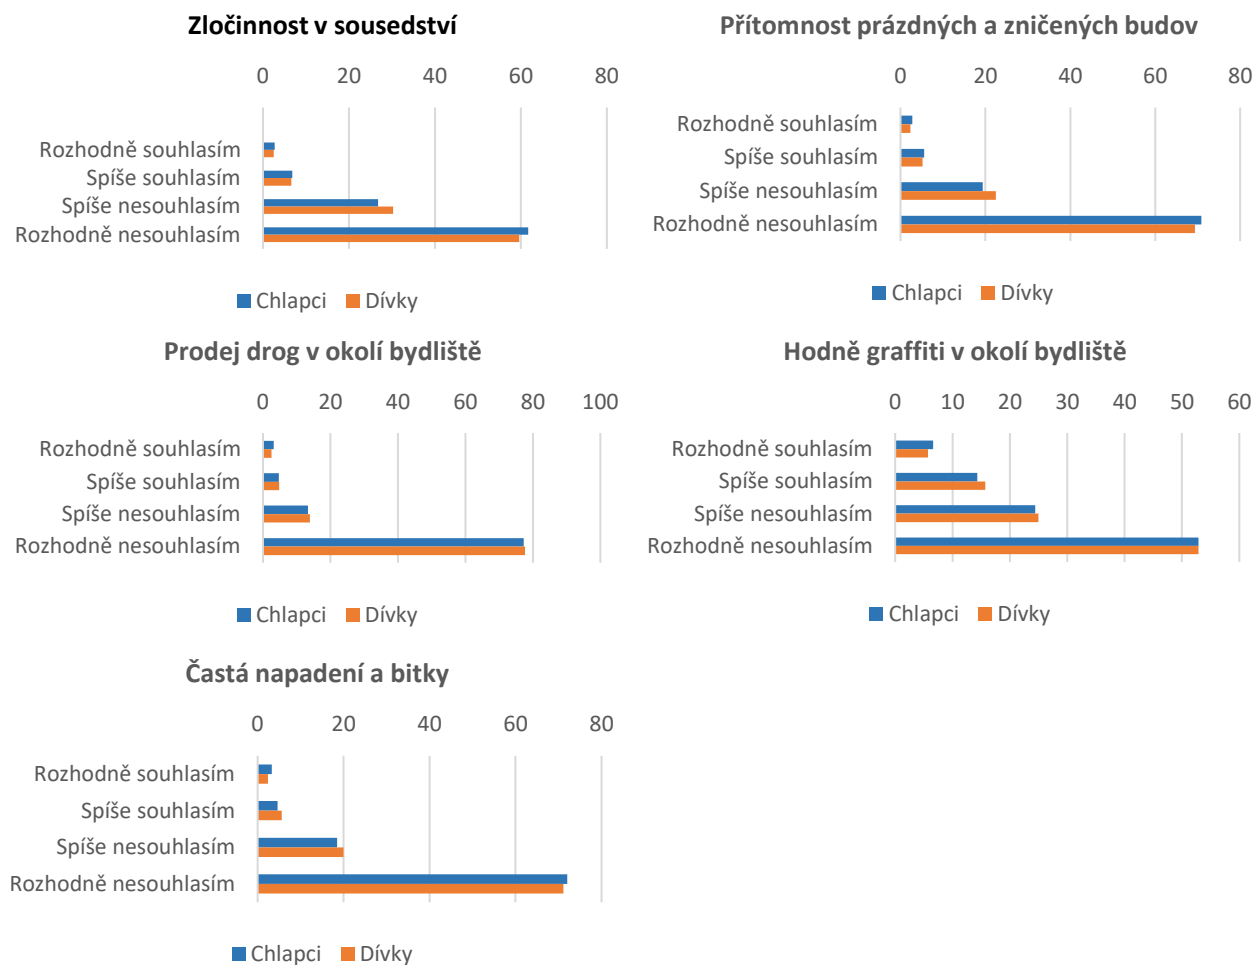 Zločinnost v sousedství
0 20 40 60 80
Rozhodně souhlasím
Spíše souhlasím
Spíše nesouhlasím
Rozhodně nesouhlasím
Chlapci Dívky
Přítomnost prázdných a zničených budov
0 20 40 60 80
Rozhodně souhlasím
Spíše souhlasím
Spíše nesouhlasím
Rozhodně nesouhlasím
Chlapci Dívky
Prodej drog v okolí bydliště
0 20 40 60 80 100
Rozhodně souhlasím
Spíše souhlasím
Spíše nesouhlasím
Rozhodně nesouhlasím
Chlapci Dívky
Hodně graffiti v okolí bydliště
0 10 20 30 40 50 60
Rozhodně souhlasím
Spíše souhlasím
Spíše nesouhlasím
Rozhodně nesouhlasím
Chlapci Dívky
Častá napadení a bitky
0 20 40 60 80
Rozhodně souhlasím
Spíše souhlasím
Spíše nesouhlasím
Rozhodně nesouhlasím
Chlapci Dívky